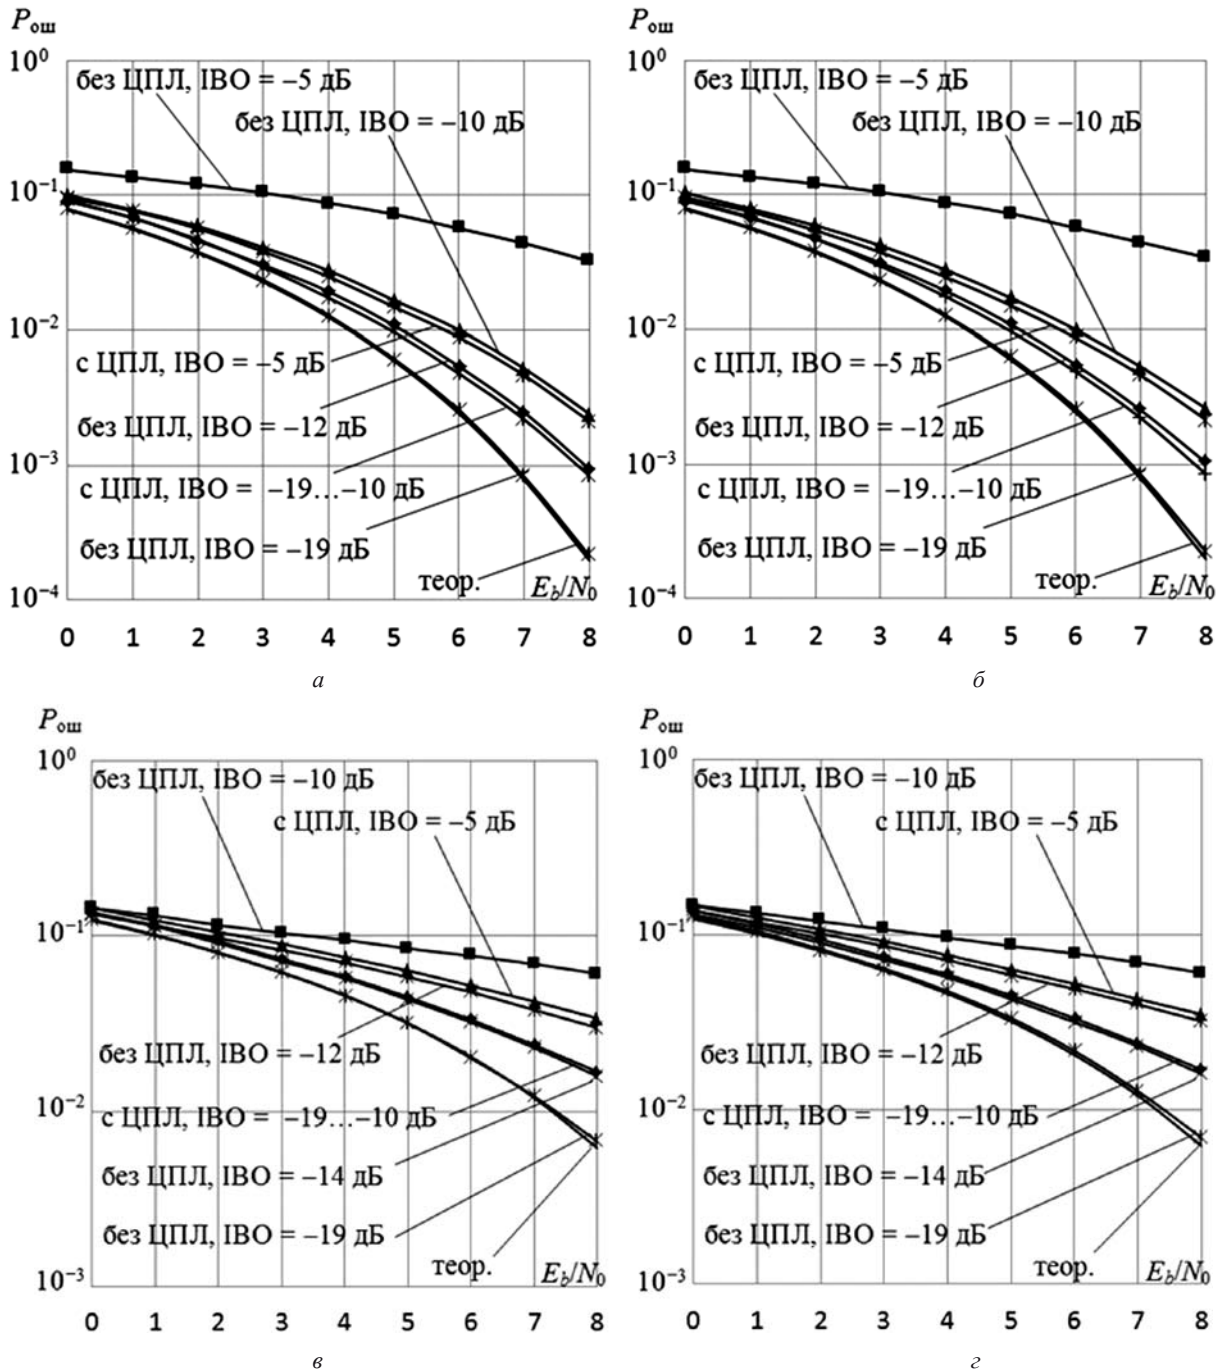 Pош
10⁰
без ЦПЛ, IBO = –5 дБ
без ЦПЛ, IBO = –10 дБ
10⁻¹
10⁻²
с ЦПЛ, IBO = –5 дБ
без ЦПЛ, IBO = –12 дБ
10⁻³
с ЦПЛ, IBO = –19...–10 дБ
без ЦПЛ, IBO = –19 дБ
теор.
E_b/N₀
10⁻⁴
0 1 2 3 4 5 6 7 8
а
Pош
10⁰
без ЦПЛ, IBO = –5 дБ
без ЦПЛ, IBO = –10 дБ
10⁻¹
10⁻²
с ЦПЛ, IBO = –5 дБ
без ЦПЛ, IBO = –12 дБ
10⁻³
с ЦПЛ, IBO = –19...–10 дБ
без ЦПЛ, IBO = –19 дБ
теор.
E_b/N₀
10⁻⁴
0 1 2 3 4 5 6 7 8
б
Pош
10⁰
без ЦПЛ, IBO = –10 дБ
с ЦПЛ, IBO = –5 дБ
10⁻¹
без ЦПЛ, IBO = –12 дБ
10⁻²
с ЦПЛ, IBO = –19...–10 дБ
без ЦПЛ, IBO = –14 дБ
без ЦПЛ, IBO = –19 дБ
теор.
E_b/N₀
10⁻³
0 1 2 3 4 5 6 7 8
в
Pош
10⁰
без ЦПЛ, IBO = –10 дБ
с ЦПЛ, IBO = –5 дБ
10⁻¹
без ЦПЛ, IBO = –12 дБ
10⁻²
с ЦПЛ, IBO = –19...–10 дБ
без ЦПЛ, IBO = –14 дБ
без ЦПЛ, IBO = –19 дБ
теор.
E_b/N₀
10⁻³
0 1 2 3 4 5 6 7 8
г